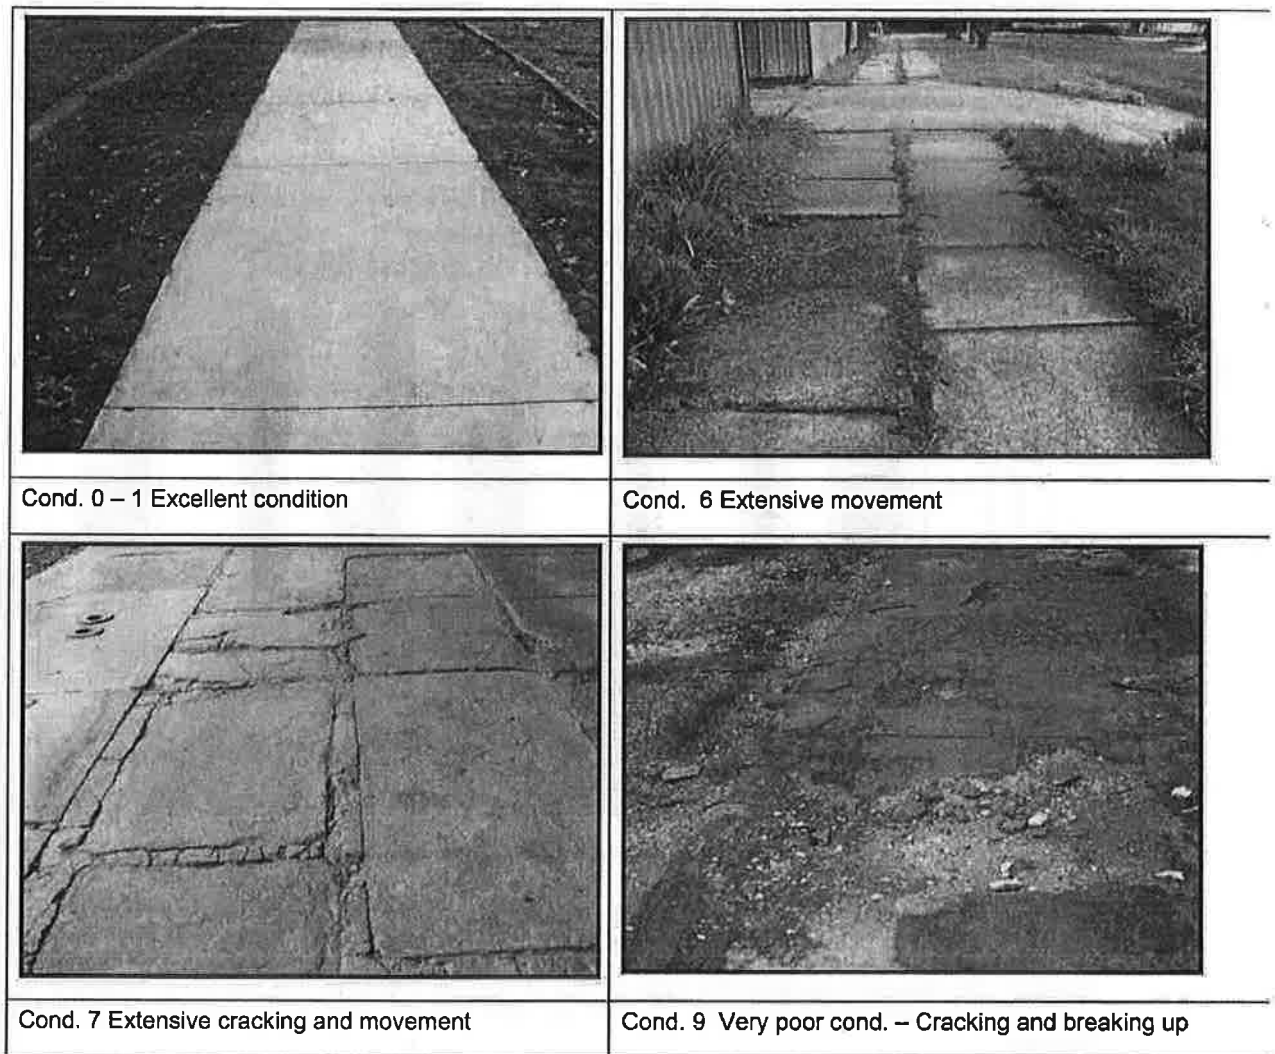 Cond. 0 – 1 Excellent condition
Cond. 6 Extensive movement
Cond. 7 Extensive cracking and movement
Cond. 9 Very poor cond. – Cracking and breaking up